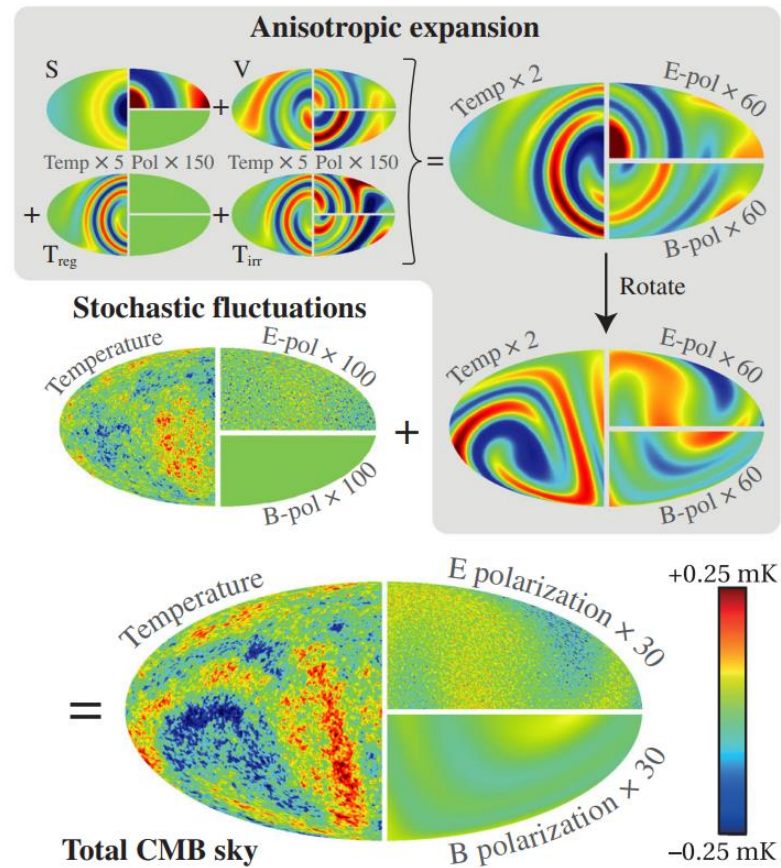 Anisotropic expansion
S
+
V
Temp × 5 Pol × 150
Temp × 5 Pol × 150
+
T_reg
+
T_irr
=
Temp × 2
E-pol × 60
B-pol × 60
Rotate
Stochastic fluctuations
Temperature
E-pol × 100
B-pol × 100
+
Temp × 2
E-pol × 60
B-pol × 60
=
Temperature
E polarization × 30
B polarization × 30
Total CMB sky
+0.25 mK
−0.25 mK